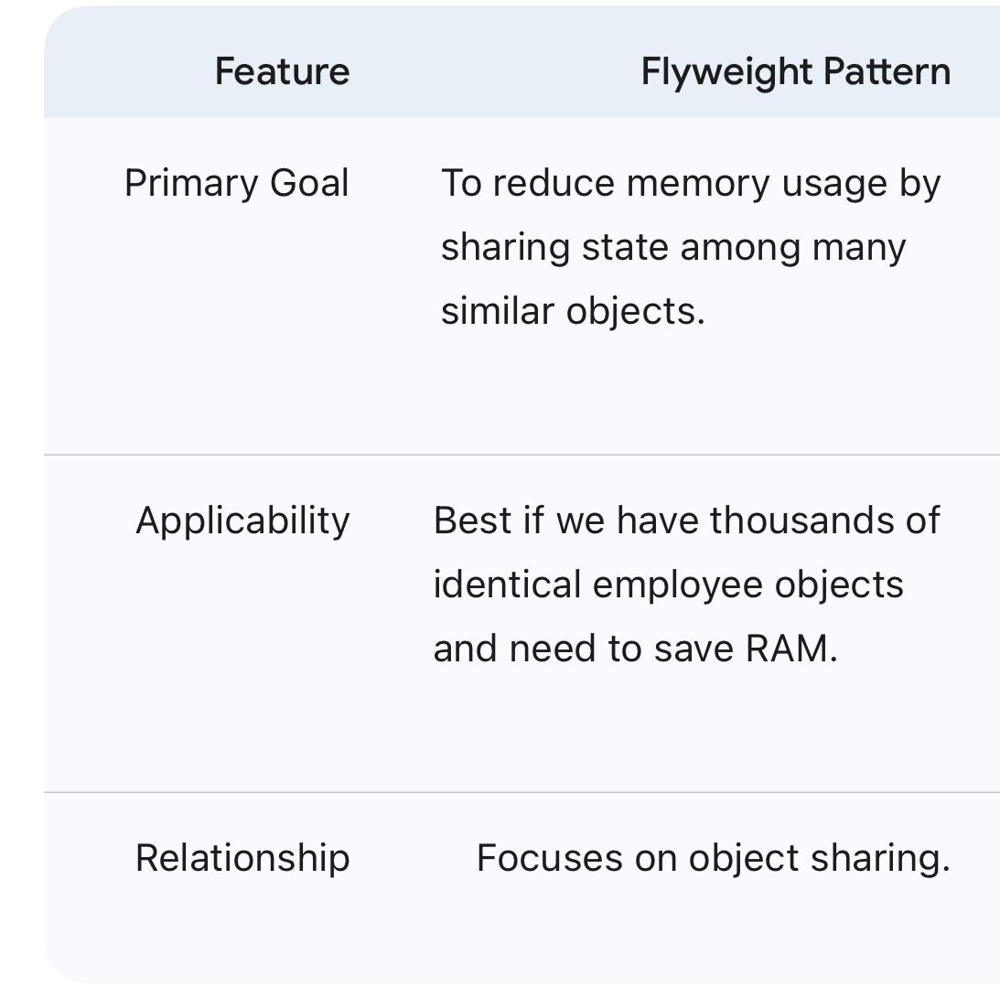 Feature Flyweight Pattern
Primary Goal To reduce memory usage by
sharing state among many
similar objects.
Applicability Best if we have thousands of
identical employee objects
and need to save RAM.
Relationship Focuses on object sharing.